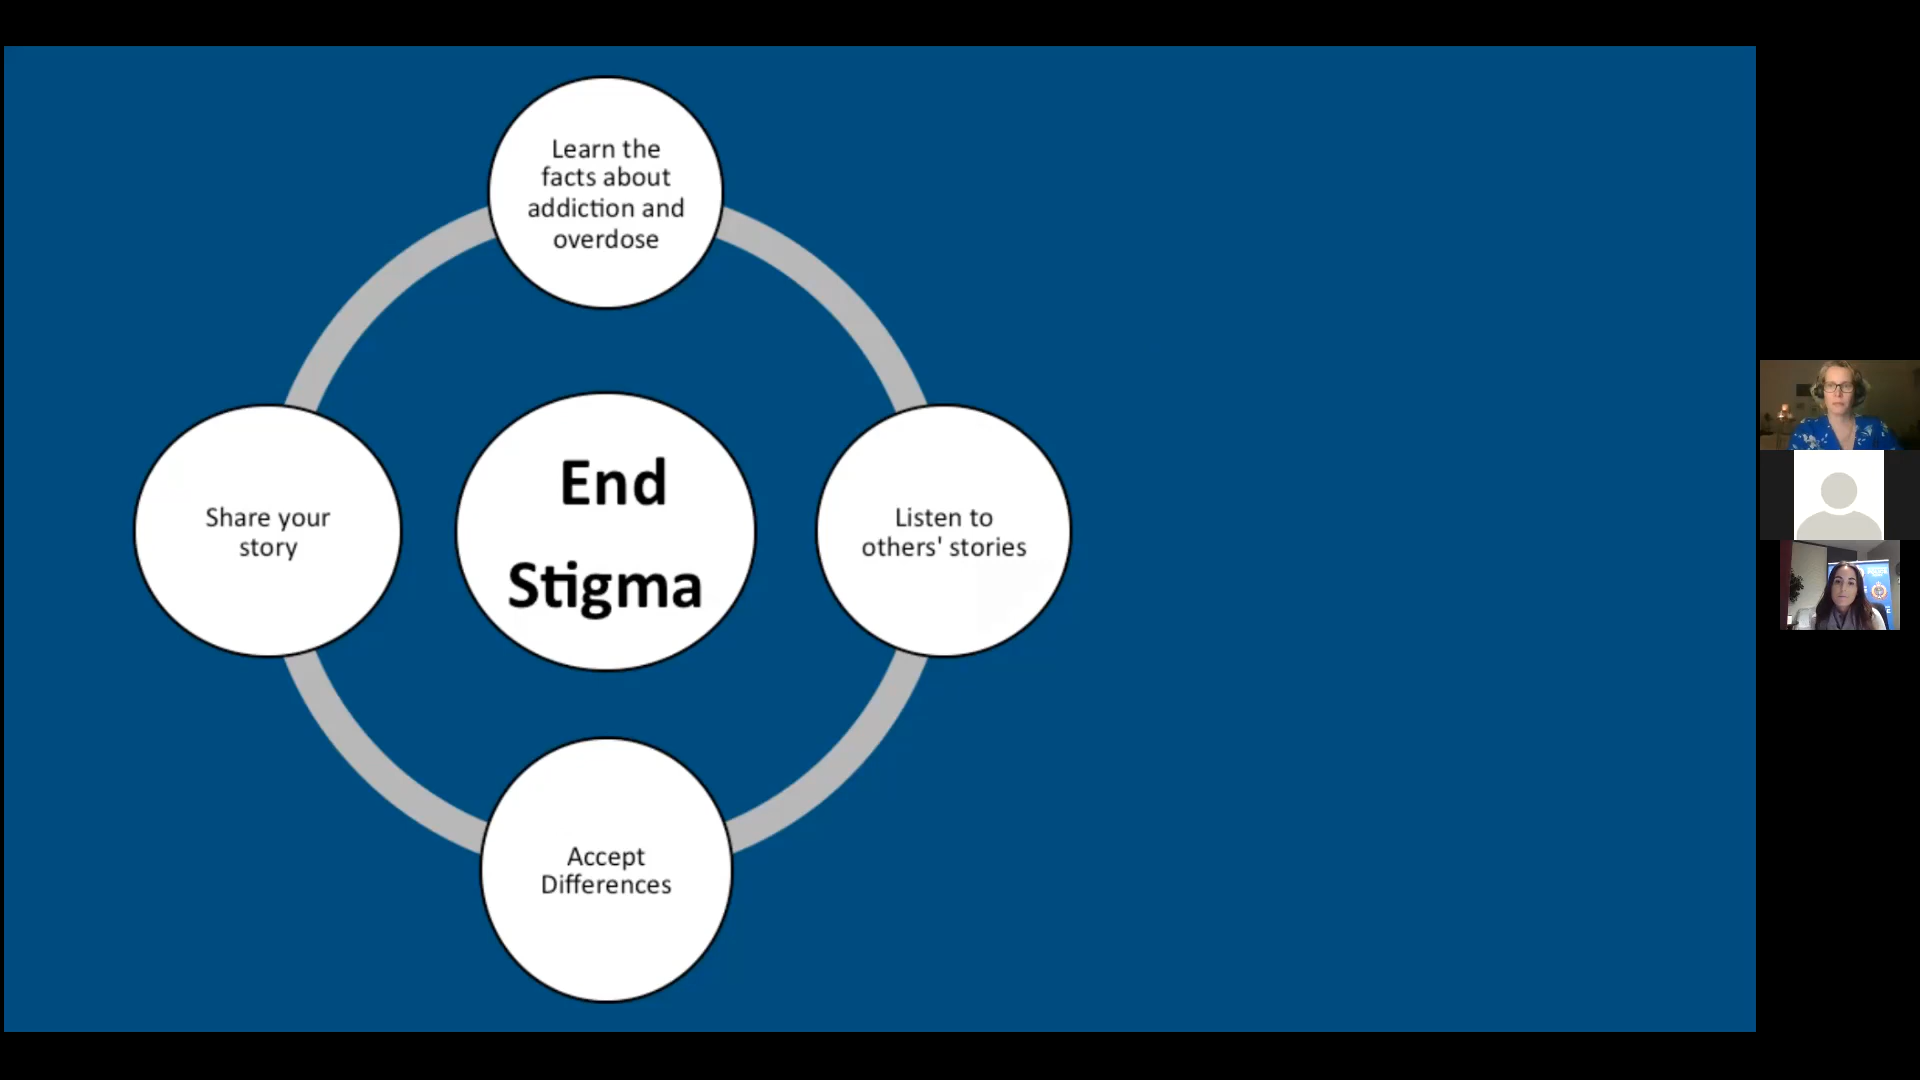 Learn the
facts about
addiction and
overdose
Share your
story
End
Stigma
Listen to
others' stories
Accept
Differences